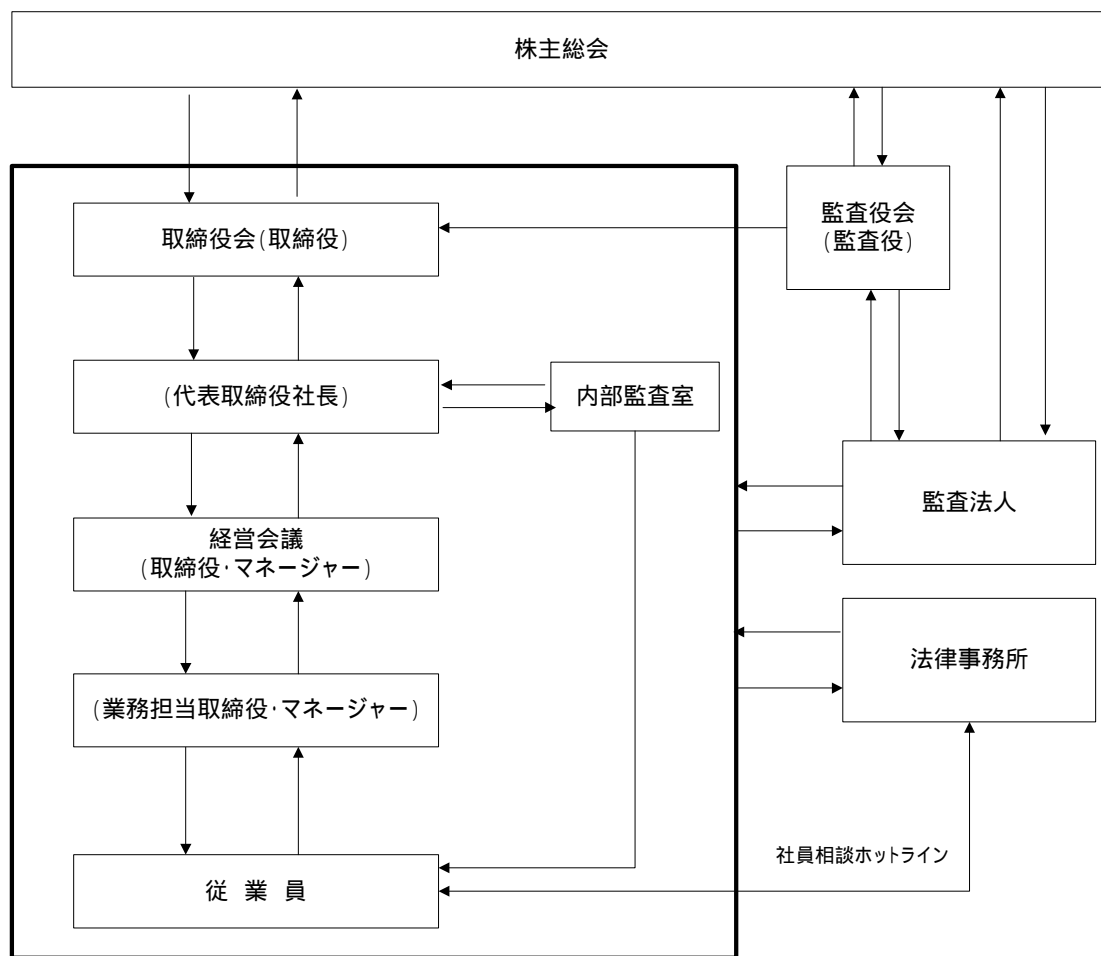 株主総会
取締役会(取締役)
監査役会
(監査役)
(代表取締役社長)
内部監査室
監査法人
経営会議
(取締役・マネージャー)
法律事務所
(業務担当取締役・マネージャー)
社員相談ホットライン
従 業 員